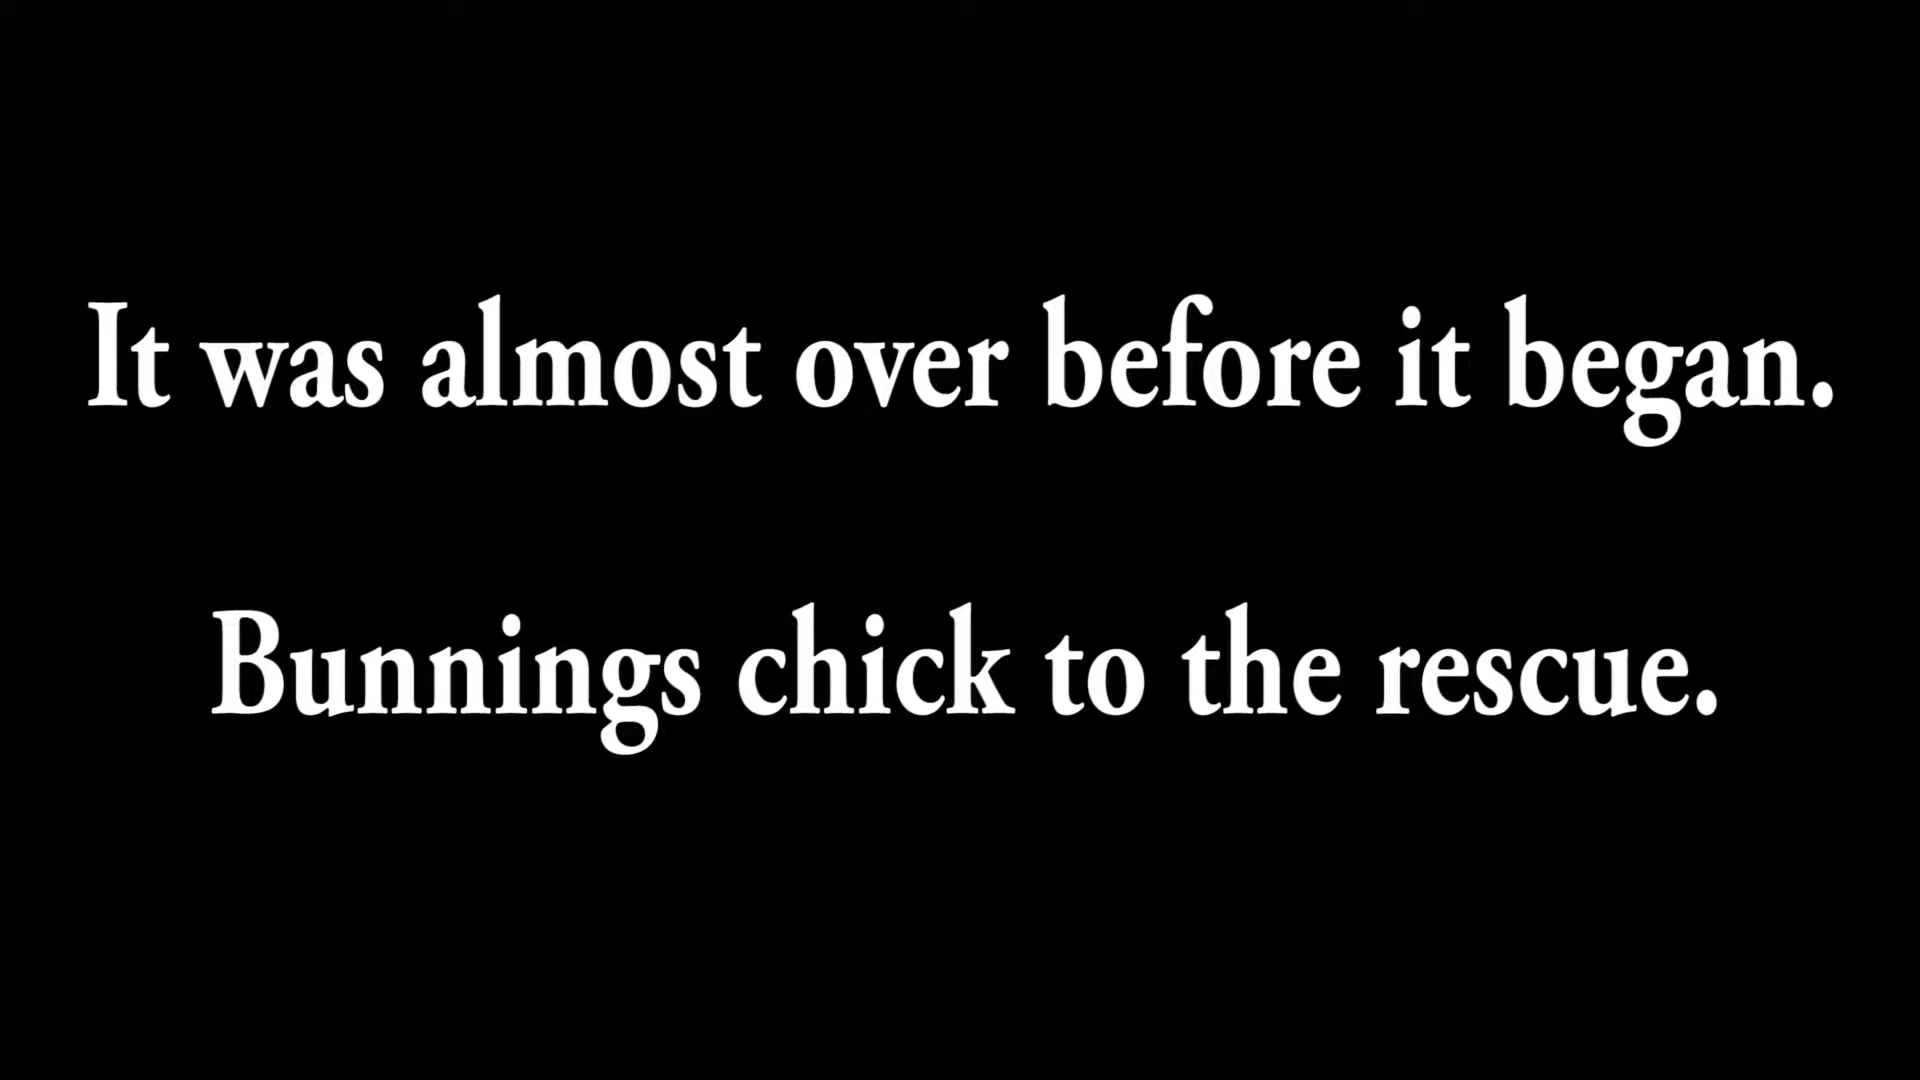 It was almost over before it began.
Bunnings chick to the rescue.